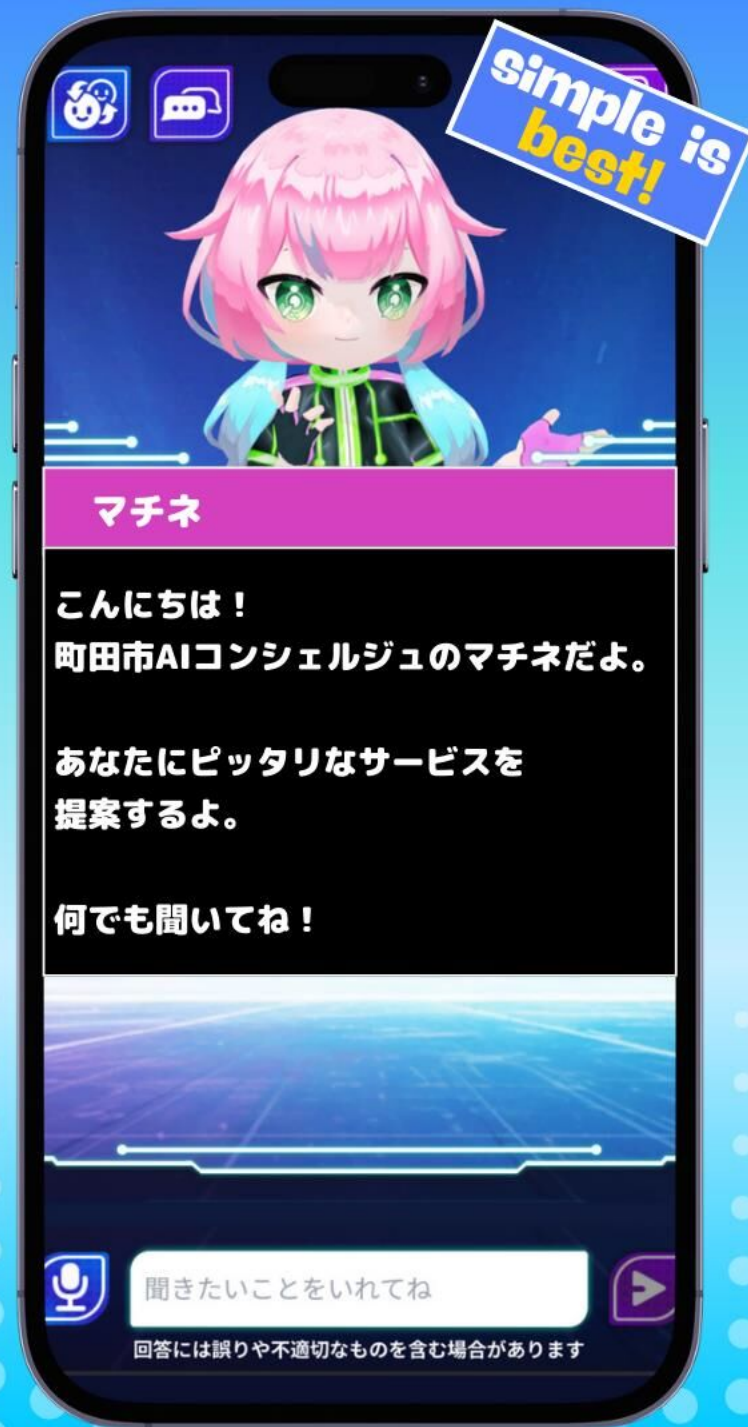 simple is
best!
マチネ
こんにちは！
町田市AIコンシェルジュのマチネだよ。
あなたにピッタリなサービスを
提案するよ。
何でも聞いてね！
聞きたいことをいれてね
回答には誤りや不適切なものを含む場合があります